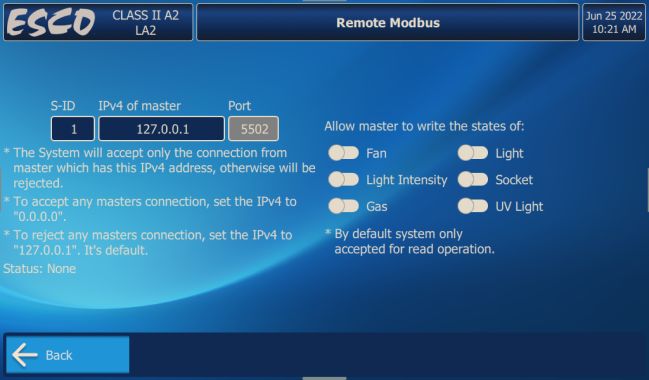 ESCO
CLASS II A2
LA2
Remote Modbus
Jun 25 2022
10:21 AM
S-ID
IPv4 of master
Port
1
127.0.0.1
5502
* The System will accept only the connection from
master which has this IPv4 address, otherwise will be
rejected.
* To accept any masters connection, set the IPv4 to
"0.0.0.0".
* To reject any masters connection, set the IPv4 to
"127.0.0.1". It's default.
Status: None
Allow master to write the states of:
Fan
Light
Light Intensity
Socket
Gas
UV Light
* By default system only
accepted for read operation.
Back